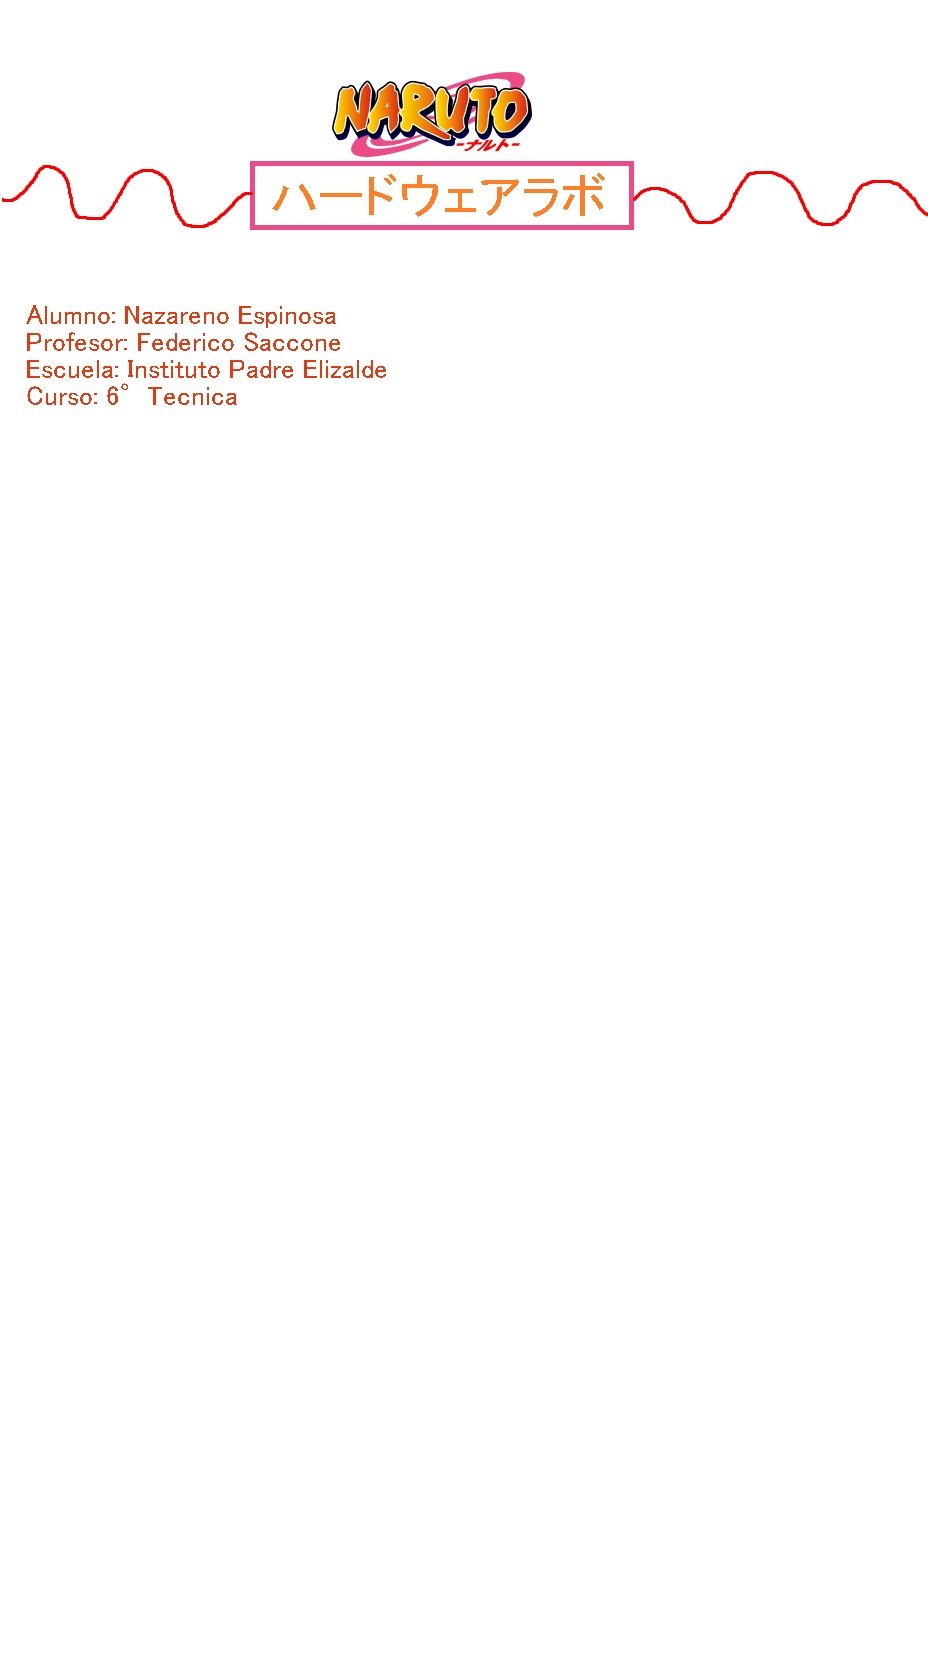 NARUTO
-ナルト-
ハードウェアラボ
Alumno: Nazareno Espinosa
Profesor: Federico Saccone
Escuela: Instituto Padre Elizalde
Curso: 6° Tecnica